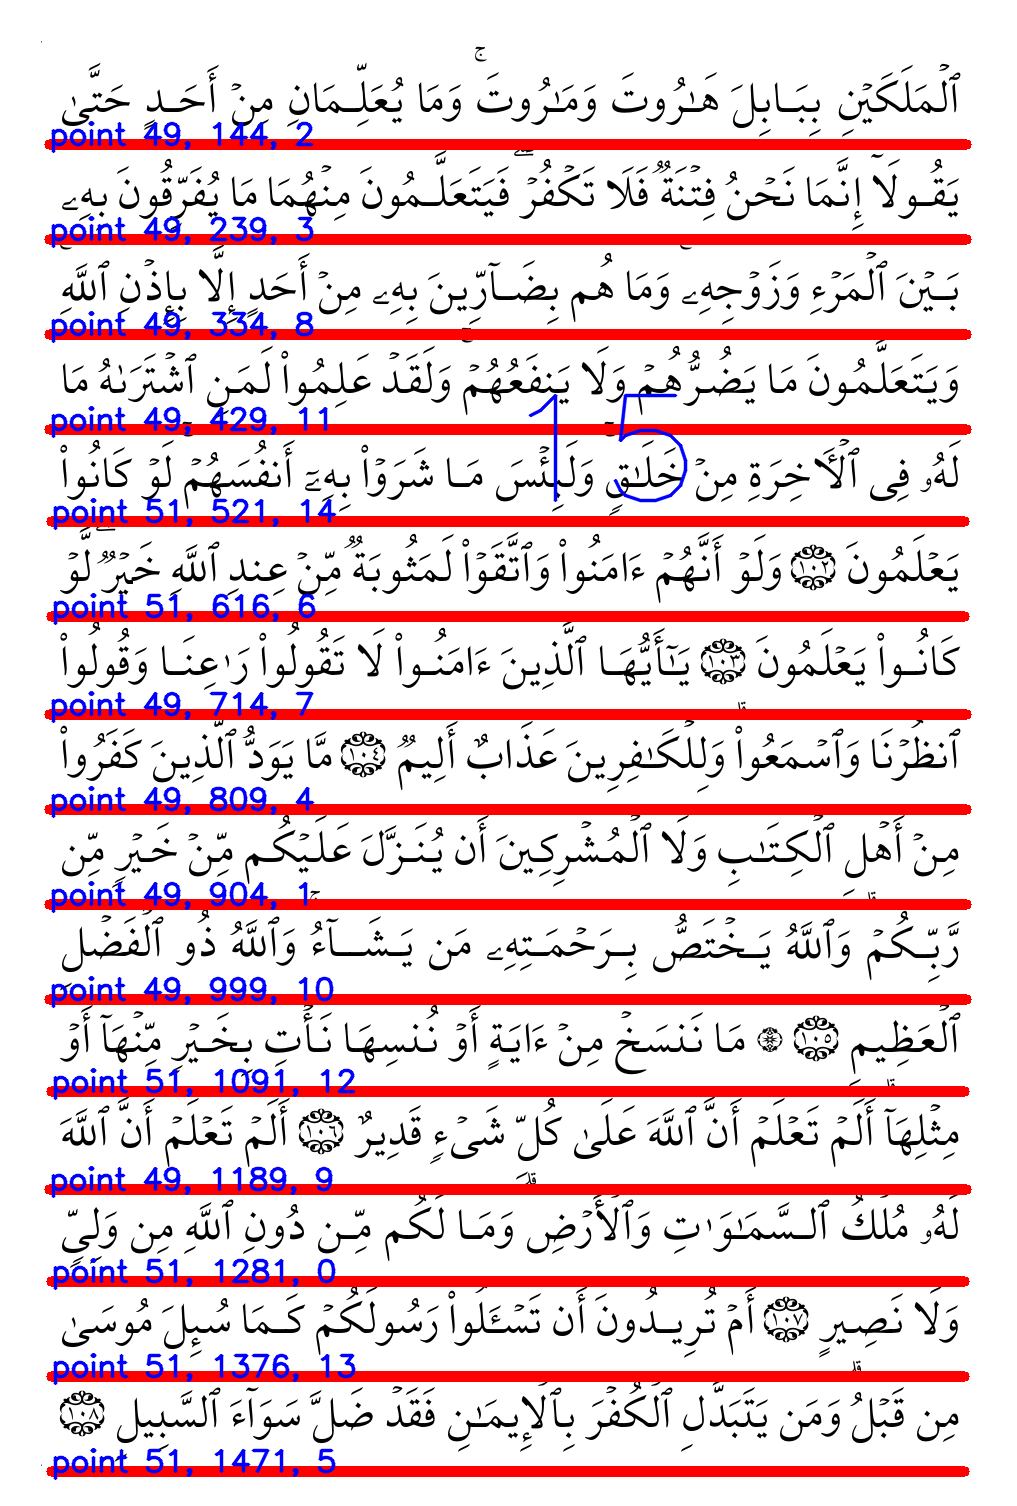 ٱلْمَلَكَيْنِ بِبَابِلَ هَـٰرُوتَ وَمَـٰرُوتَ ۚ وَمَا يُعَلِّمَانِ مِنْ أَحَدٍ حَتَّىٰ
point 49, 144, 2
يَقُولَآ إِنَّمَا نَحْنُ فِتْنَةٌ فَلَا تَكْفُرْ ۖ فَيَتَعَلَّمُونَ مِنْهُمَا مَا يُفَرِّقُونَ بِهِۦ
point 49, 239, 3
بَيْنَ ٱلْمَرْءِ وَزَوْجِهِۦ ۚ وَمَا هُم بِضَآرِّينَ بِهِۦ مِنْ أَحَدٍ إِلَّا بِإِذْنِ ٱللَّهِ ۚ
point 49, 334, 8
وَيَتَعَلَّمُونَ مَا يَضُرُّهُمْ وَلَا يَنفَعُهُمْ ۚ وَلَقَدْ عَلِمُوا۟ لَمَنِ ٱشْتَرَىٰهُ مَا
point 49, 429, 11
15
لَهُۥ فِى ٱلْـَٔاخِرَةِ مِنْ خَلَـٰقٍ ۚ وَلَبِئْسَ مَا شَرَوْا۟ بِهِۦٓ أَنفُسَهُمْ ۚ لَوْ كَانُوا۟
point 51, 521, 14
يَعْلَمُونَ ١٠٢ وَلَوْ أَنَّهُمْ ءَامَنُوا۟ وَٱتَّقَوْا۟ لَمَثُوبَةٌ مِّنْ عِندِ ٱللَّهِ خَيْرٌ ۖ لَّوْ
point 51, 616, 6
كَانُوا۟ يَعْلَمُونَ ١٠٣ يَـٰٓأَيُّهَا ٱلَّذِينَ ءَامَنُوا۟ لَا تَقُولُوا۟ رَٰعِنَا وَقُولُوا۟
point 49, 714, 7
ٱنظُرْنَا وَٱسْمَعُوا۟ ۗ وَلِلْكَـٰفِرِينَ عَذَابٌ أَلِيمٌ ١٠٤ مَّا يَوَدُّ ٱلَّذِينَ كَفَرُوا۟
point 49, 809, 4
مِنْ أَهْلِ ٱلْكِتَـٰبِ وَلَا ٱلْمُشْرِكِينَ أَن يُنَزَّلَ عَلَيْكُم مِّنْ خَيْرٍ مِّن
point 49, 904, 1
رَّبِّكُمْ ۗ وَٱللَّهُ يَخْتَصُّ بِرَحْمَتِهِۦ مَن يَشَآءُ ۚ وَٱللَّهُ ذُو ٱلْفَضْلِ
point 49, 999, 10
ٱلْعَظِيمِ ١٠٥ ۞ مَا نَنسَخْ مِنْ ءَايَةٍ أَوْ نُنسِهَا نَأْتِ بِخَيْرٍ مِّنْهَآ أَوْ
point 51, 1091, 12
مِثْلِهَآ ۗ أَلَمْ تَعْلَمْ أَنَّ ٱللَّهَ عَلَىٰ كُلِّ شَىْءٍ قَدِيرٌ ١٠٦ أَلَمْ تَعْلَمْ أَنَّ ٱللَّهَ
point 49, 1189, 9
لَهُۥ مُلْكُ ٱلسَّمَـٰوَٰتِ وَٱلْأَرْضِ ۗ وَمَا لَكُم مِّن دُونِ ٱللَّهِ مِن وَلِىٍّ
point 51, 1281, 0
وَلَا نَصِيرٍ ١٠٧ أَمْ تُرِيدُونَ أَن تَسْـَٔلُوا۟ رَسُولَكُمْ كَمَا سُئِلَ مُوسَىٰ
point 51, 1376, 13
مِن قَبْلُ ۗ وَمَن يَتَبَدَّلِ ٱلْكُفْرَ بِٱلْإِيمَـٰنِ فَقَدْ ضَلَّ سَوَآءَ ٱلسَّبِيلِ ١٠٨
point 51, 1471, 5